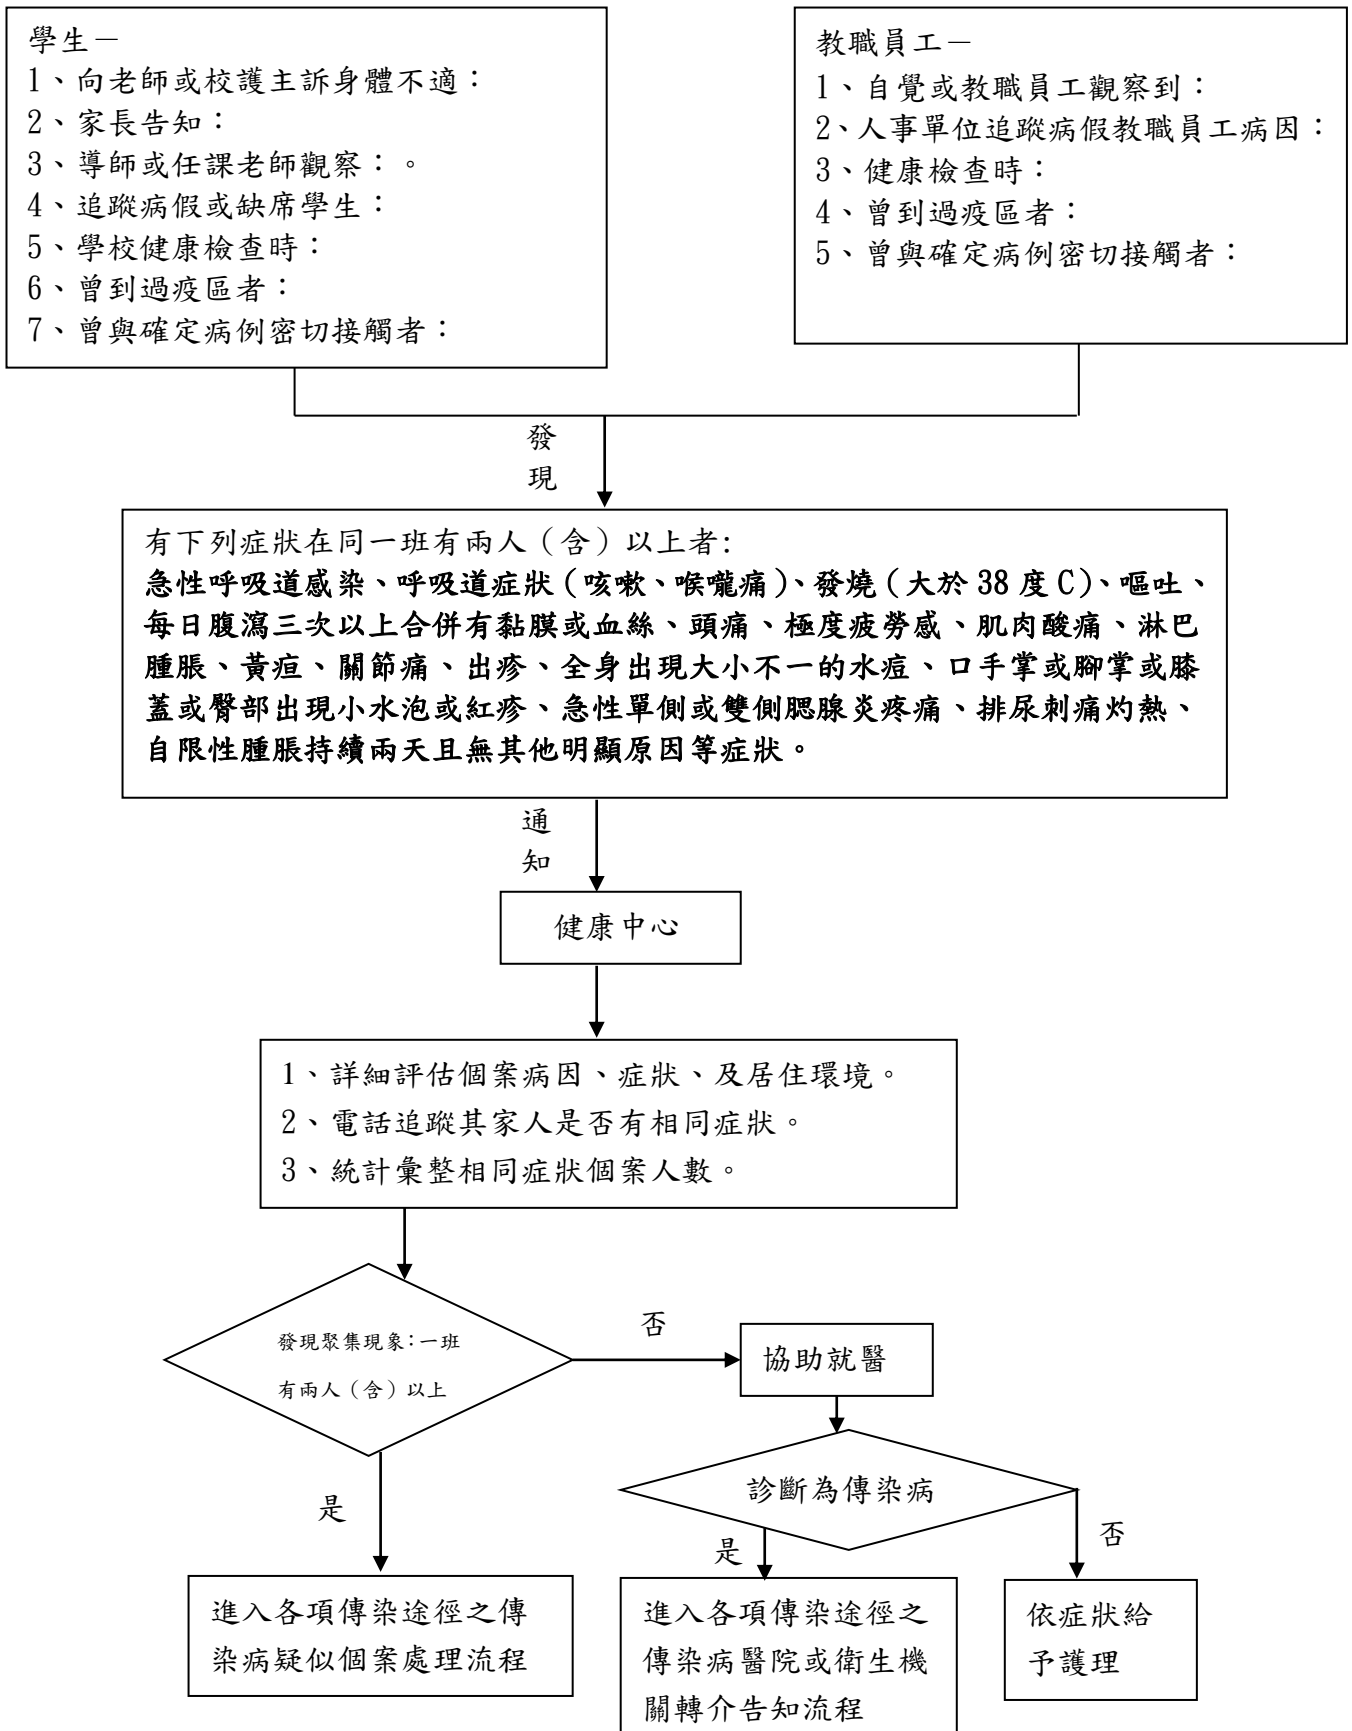 學生－
1、向老師或校護主訴身體不適：
2、家長告知：
3、導師或任課老師觀察：。
4、追蹤病假或缺席學生：
5、學校健康檢查時：
6、曾到過疫區者：
7、曾與確定病例密切接觸者：
教職員工－
1、自覺或教職員工觀察到：
2、人事單位追蹤病假教職員工病因：
3、健康檢查時：
4、曾到過疫區者：
5、曾與確定病例密切接觸者：
發
現
有下列症狀在同一班有兩人（含）以上者:
急性呼吸道感染、呼吸道症狀（咳嗽、喉嚨痛）、發燒（大於 38 度 C）、嘔吐、
每日腹瀉三次以上合併有黏膜或血絲、頭痛、極度疲勞感、肌肉酸痛、淋巴
腫脹、黃疸、關節痛、出疹、全身出現大小不一的水痘、口手掌或腳掌或膝
蓋或臀部出現小水泡或紅疹、急性單側或雙側腮腺炎疼痛、排尿刺痛灼熱、
自限性腫脹持續兩天且無其他明顯原因等症狀。
通
知
健康中心
1、詳細評估個案病因、症狀、及居住環境。
2、電話追蹤其家人是否有相同症狀。
3、統計彙整相同症狀個案人數。
發現聚集現象：一班
有兩人（含）以上
否
協助就醫
診斷為傳染病
是
是
否
進入各項傳染途徑之傳
染病疑似個案處理流程
進入各項傳染途徑之
傳染病醫院或衛生機
關轉介告知流程
依症狀給
予護理